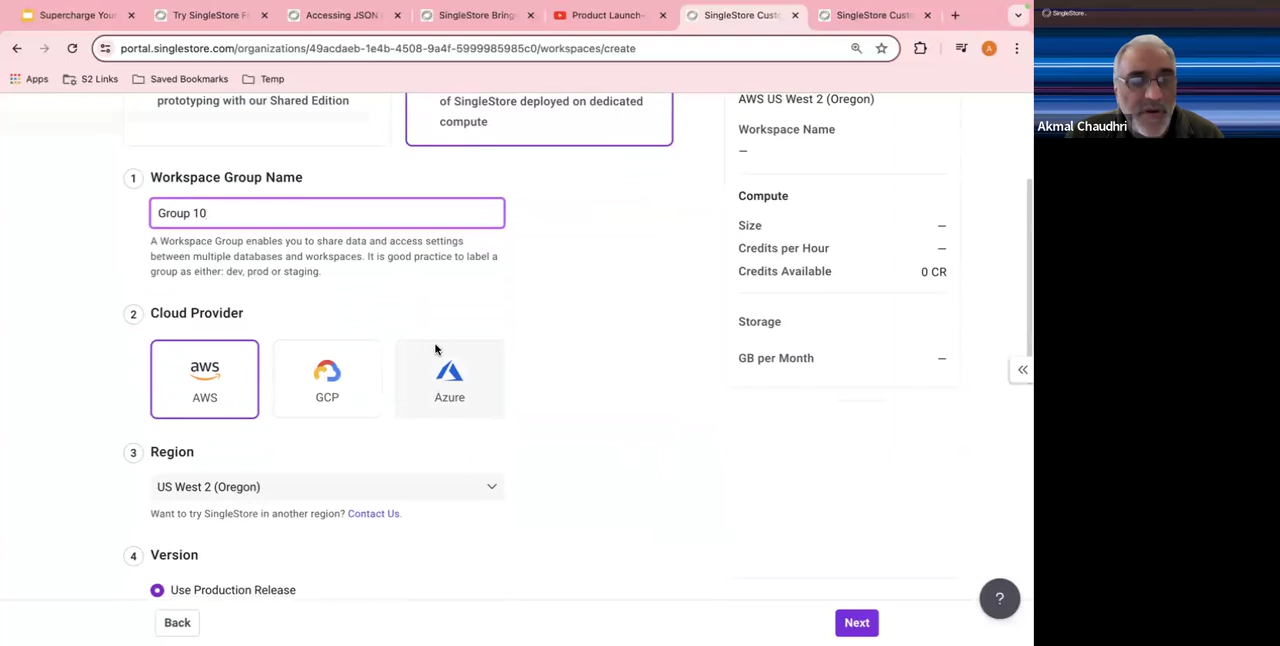 Supercharge Your
Try SingleStore F
Accessing JSON
SingleStore Bring
Product Launch-
SingleStore Custo
SingleStore Custo
portal.singlestore.com/organizations/49acdaeb-1e4b-4508-9a4f-5999985985c0/workspaces/create
A
Apps
S2 Links
Saved Bookmarks
Temp
prototyping with our Shared Edition
of SingleStore deployed on dedicated
compute
1 Workspace Group Name
Group 10
A Workspace Group enables you to share data and access settings
between multiple databases and workspaces. It is good practice to label a
group as either: dev, prod or staging.
2 Cloud Provider
aws
AWS
GCP
Azure
3 Region
US West 2 (Oregon)
Want to try SingleStore in another region? Contact Us.
4 Version
Use Production Release
Back
Next
AWS US West 2 (Oregon)
Workspace Name
—
Compute
Size —
Credits per Hour —
Credits Available 0 CR
Storage
GB per Month —
?
SingleStore
Akmal Chaudhri